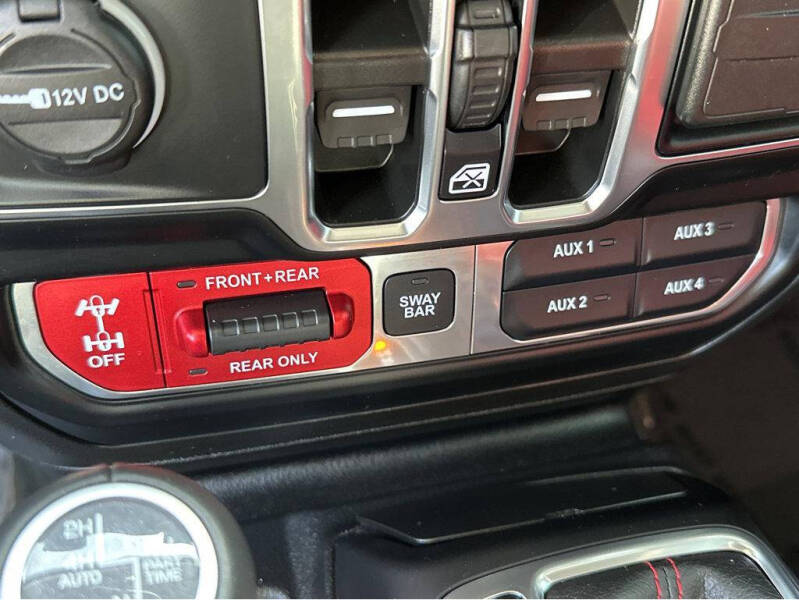 12V DC
FRONT+REAR
OFF
REAR ONLY
SWAY
BAR
AUX 1
AUX 3
AUX 2
AUX 4
2H
4H
AUTO
PART
TIME